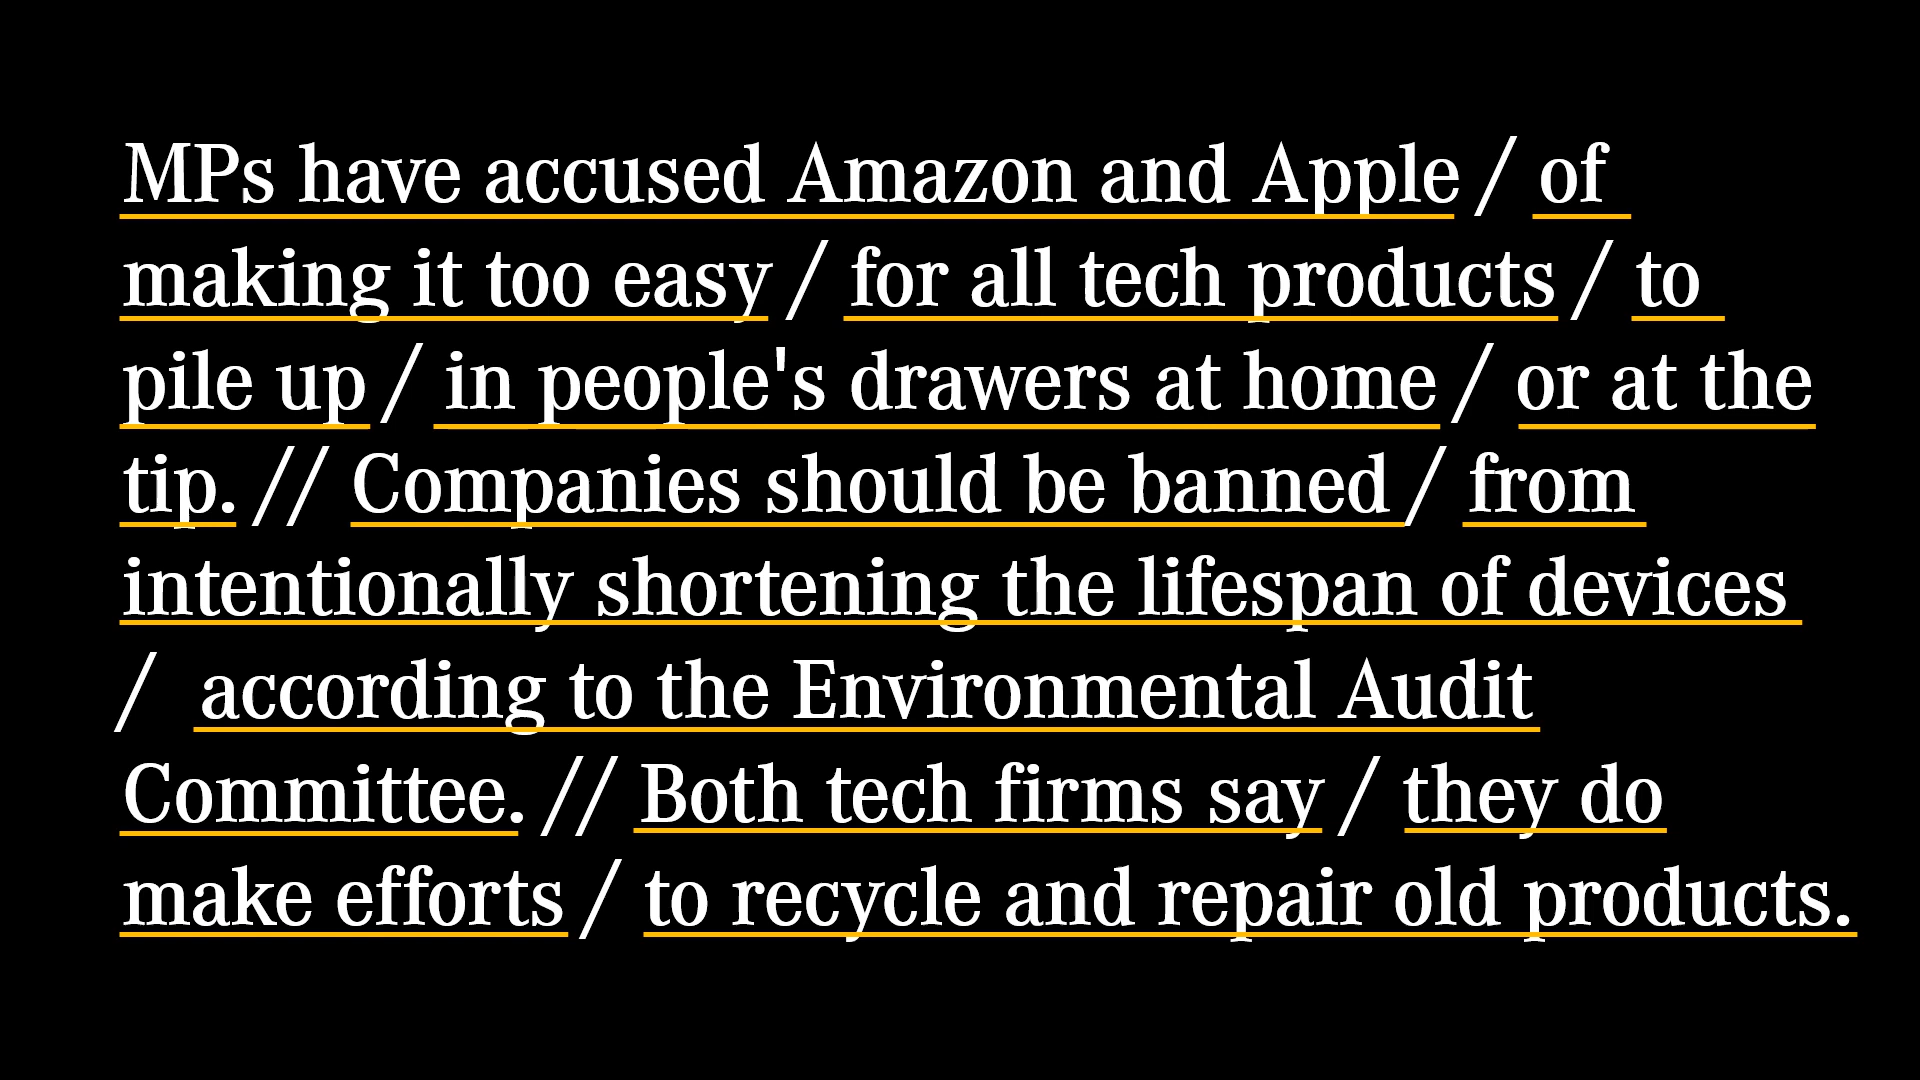 MPs have accused Amazon and Apple / of
making it too easy / for all tech products / to
pile up / in people's drawers at home / or at the
tip. // Companies should be banned / from
intentionally shortening the lifespan of devices
/ according to the Environmental Audit
Committee. // Both tech firms say / they do
make efforts / to recycle and repair old products.